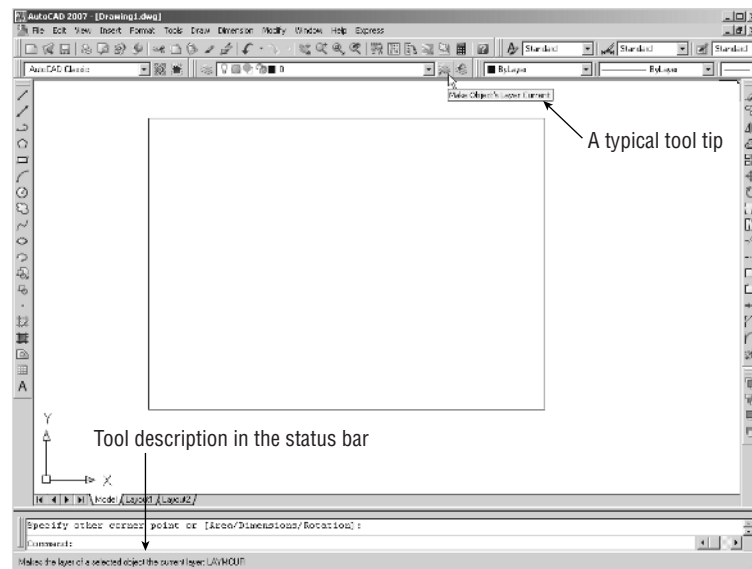 AutoCAD 2007 - [Drawing1.dwg]
File Edit View Insert Format Tools Draw Dimension Modify Window Help Express
Standard Standard Standard
AutoCAD Classic 0 ByLayer ByLayer
Make Object's Layer Current
A typical tool tip
A
Y
Tool description in the status bar
X
Model Layout1 Layout2
Specify other corner point or [Area/Dimensions/Rotation]:
Command:
Makes the layer of a selected object the current layer: LAYMCUR